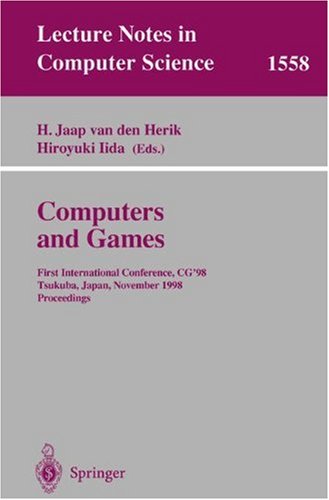 Lecture Notes in
Computer Science 1558
H. Jaap van den Herik
Hiroyuki Iida (Eds.)
Computers
and Games
First International Conference, CG'98
Tsukuba, Japan, November 1998
Proceedings
Springer